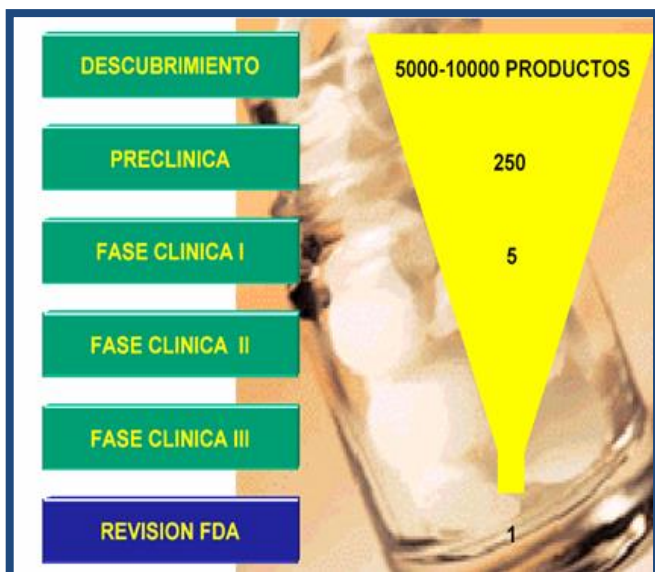 DESCUBRIMIENTO
5000-10000 PRODUCTOS
PRECLINICA
250
FASE CLINICA I
5
FASE CLINICA II
FASE CLINICA III
REVISION FDA
1